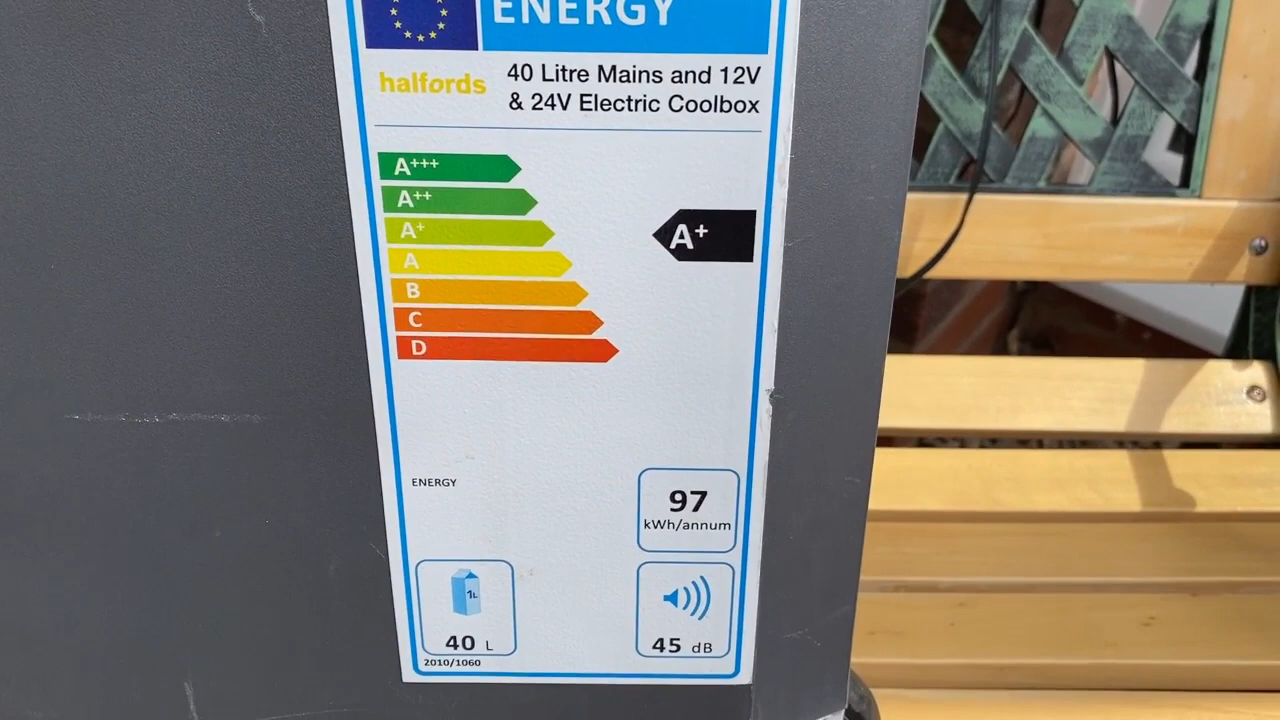 ENERGY
halfords
40 Litre Mains and 12V
& 24V Electric Coolbox
A+++
A++
A+
A
B
C
D
A+
ENERGY
97
kWh/annum
1L
40 L
45 dB
2010/1060